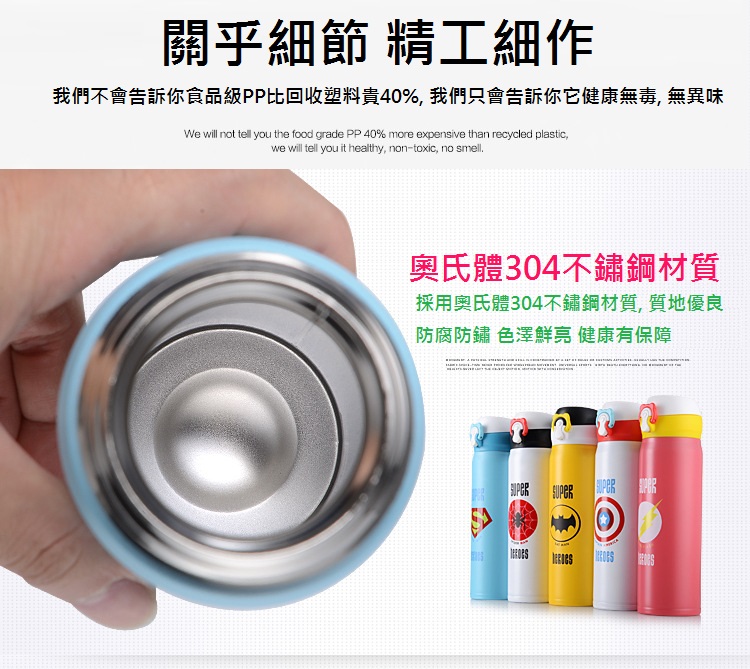 關乎細節 精工細作
我們不會告訴你食品級PP比回收塑料貴40%, 我們只會告訴你它健康無毒, 無異味
We will not tell you the food grade PP 40% more expensive than recycled plastic,
we will tell you it healthy, non-toxic, no smell.
奧氏體304不鏽鋼材質
採用奧氏體304不鏽鋼材質, 質地優良
防腐防鏽 色澤鮮亮 健康有保障
SUPER
HEROES
SUPER
HEROES
SUPER
HEROES
SUPER
HEROES